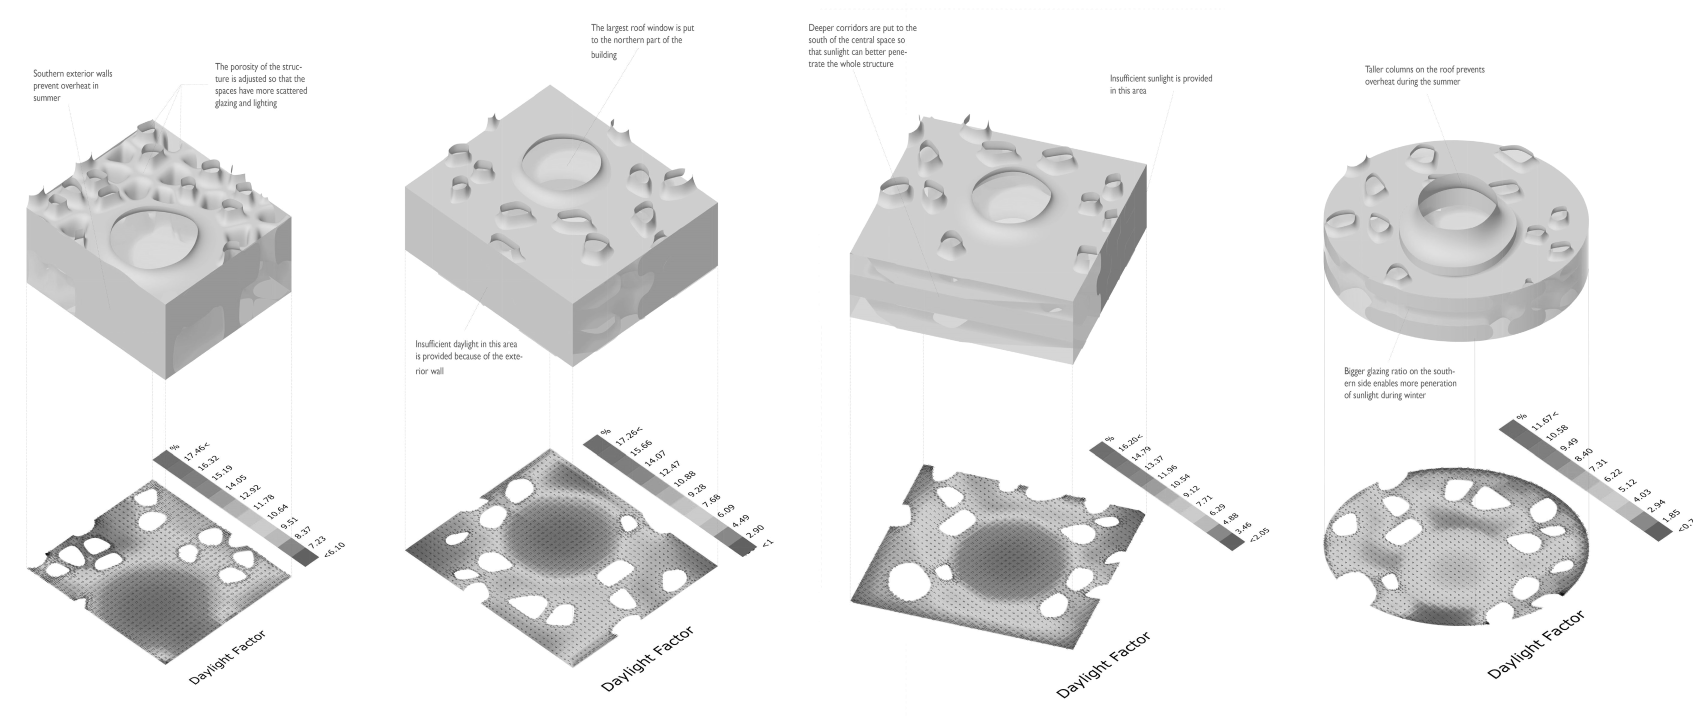 Southern exterior walls
prevent overheat in
summer
The porosity of the struc-
ture is adjusted so that the
spaces have more scattered
glazing and lighting
The largest roof window is put
to the northern part of the
building
Insufficient daylight in this area
is provided because of the exte-
rior wall
Deeper corridors are put to the
south of the central space so
that sunlight can better pene-
trate the whole structure
Insufficient sunlight is provided
in this area
Taller columns on the roof prevents
overheat during the summer
Bigger glazing ratio on the south-
ern side enables more peneration
of sunlight during winter
%
17.46<
16.32
15.19
14.05
12.92
11.78
10.64
9.51
8.37
7.23
<6.10
Daylight Factor
%
17.26<
15.66
14.07
12.47
10.88
9.28
7.68
6.09
4.49
2.90
<1
Daylight Factor
%
16.20<
14.79
13.37
11.96
10.54
9.12
7.71
6.29
4.88
3.46
<2.05
Daylight Factor
%
11.67<
10.58
9.49
8.40
7.31
6.22
5.12
4.03
2.94
1.85
Daylight Factor